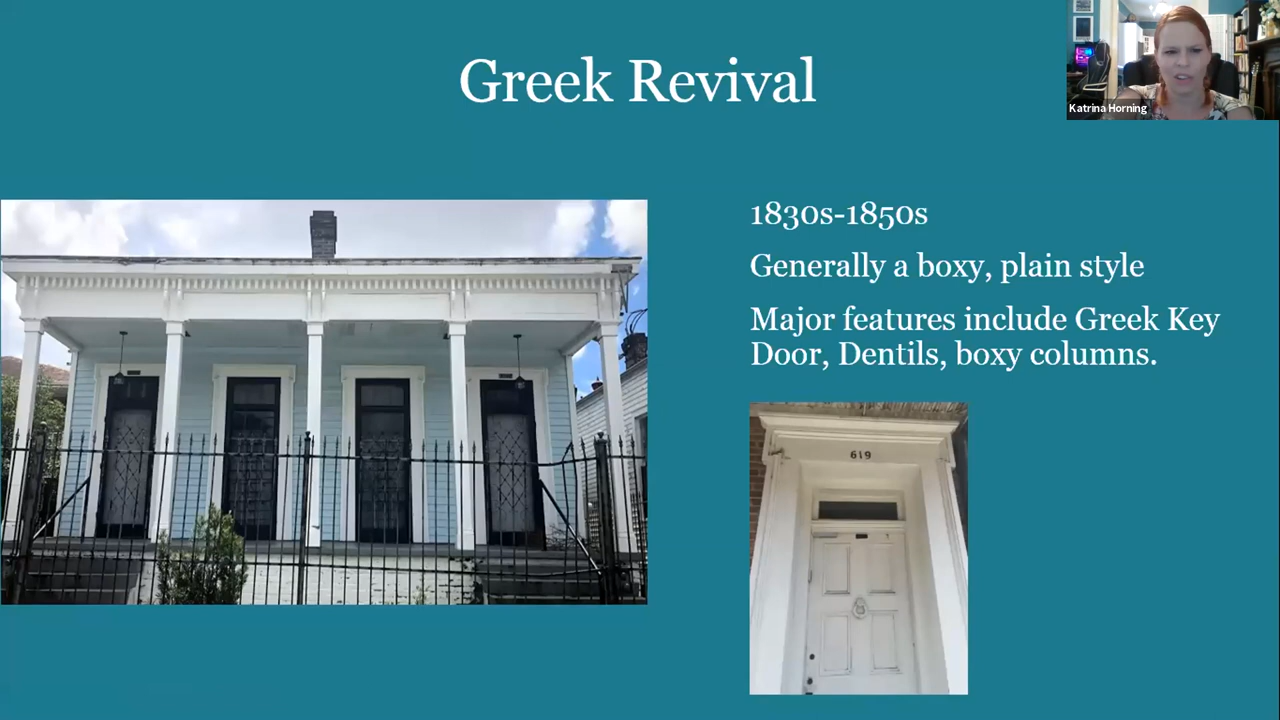 Greek Revival
Katrina Horning
1830s-1850s
Generally a boxy, plain style
Major features include Greek Key
Door, Dentils, boxy columns.
619